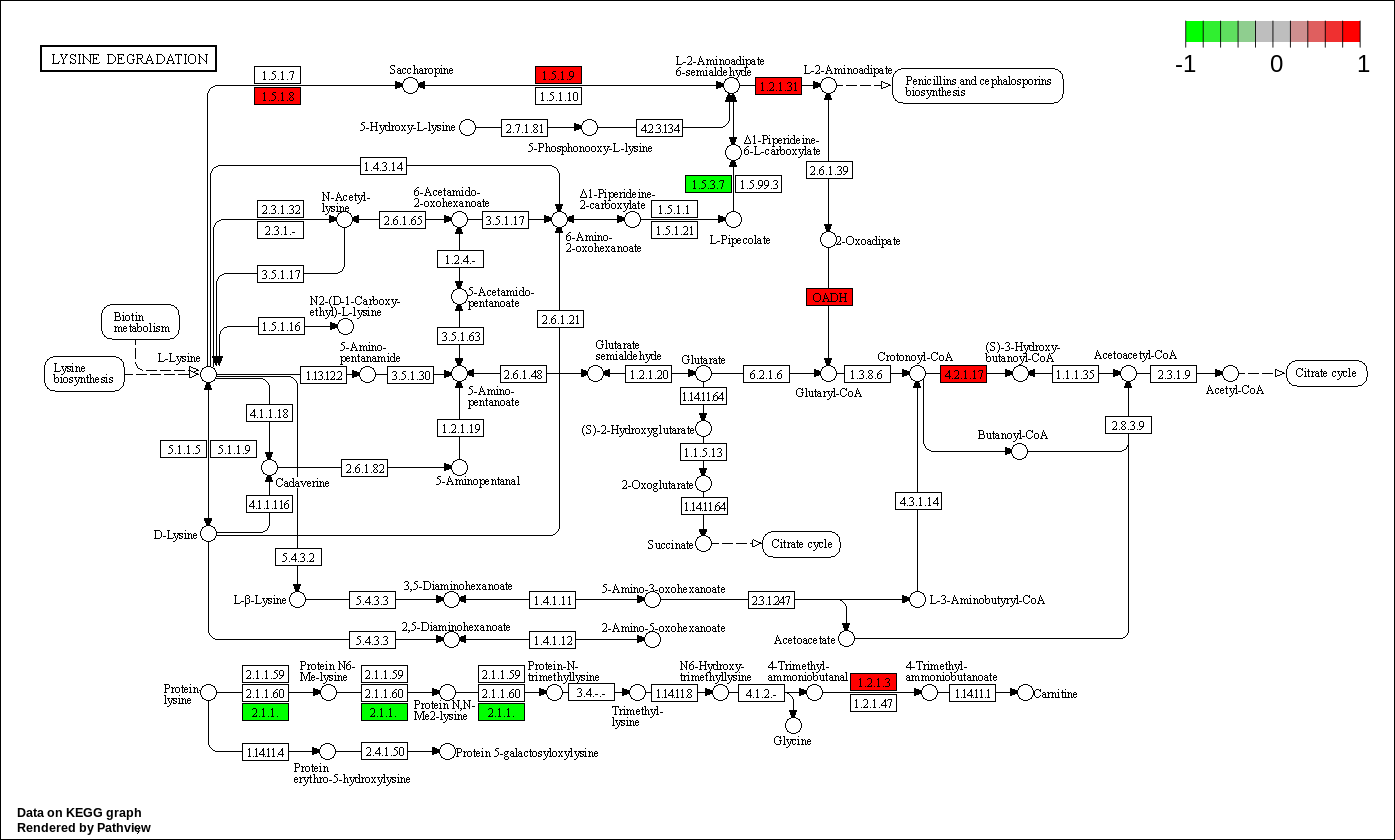 LYSINE DEGRADATION
-1 0 1
1.5.1.7
1.5.1.8
Saccharopine
1.5.1.9
1.5.1.10
L-2-Aminoadipate
6-semialdehyde
1.2.1.31
L-2-Aminoadipate
Penicillins and cephalosporins
biosynthesis
5-Hydroxy-L-lysine
2.7.1.81
5-Phosphonooxy-L-lysine
4.2.3.134
Δ1-Piperideine-
6-L-carboxylate
1.4.3.14
2.6.1.39
1.5.3.7
1.5.99.3
N-Acetyl-
lysine
6-Acetamido-
2-oxohexanoate
Δ1-Piperideine-
2-carboxylate
2.3.1.32
2.3.1.-
2.6.1.65
3.5.1.17
1.5.1.1
1.5.1.21
6-Amino-
2-oxohexanoate
L-Pipecolate
2-Oxoadipate
3.5.1.17
1.2.4.-
5-Acetamido-
pentanoate
OADH
N2-(D-1-Carboxy-
ethyl)-L-lysine
Biotin
metabolism
1.5.1.16
3.5.1.63
2.6.1.21
L-Lysine
5-Amino-
pentanamide
Glutarate
semialdehyde
Glutarate
Crotonoyl-CoA
(S)-3-Hydroxy-
butanoyl-CoA
Acetoacetyl-CoA
Lysine
biosynthesis
1.13.12.2
3.5.1.30
2.6.1.48
1.2.1.20
6.2.1.6
1.3.8.6
4.2.1.17
1.1.1.35
2.3.1.9
Citrate cycle
5-Amino-
pentanoate
Glutaryl-CoA
Acetyl-CoA
1.14.11.64
4.1.1.18
1.2.1.19
(S)-2-Hydroxyglutarate
2.8.3.9
Butanoyl-CoA
5.1.1.5
5.1.1.9
1.1.5.13
2.6.1.82
Cadaverine
5-Aminopentanal
2-Oxoglutarate
4.1.1.116
1.14.11.64
4.3.1.14
D-Lysine
Succinate
Citrate cycle
5.4.3.2
L-β-Lysine
5.4.3.3
3,5-Diaminohexanoate
1.4.1.11
5-Amino-3-oxohexanoate
2.3.1.247
L-3-Aminobutyryl-CoA
5.4.3.3
2,5-Diaminohexanoate
1.4.1.12
2-Amino-5-oxohexanoate
Acetoacetate
Protein
lysine
2.1.1.59
2.1.1.60
2.1.1.
Protein N6-
Me-lysine
2.1.1.59
2.1.1.60
2.1.1.
Protein N,N-
Me2-lysine
2.1.1.59
2.1.1.60
2.1.1.
Protein-N-
trimethyllysine
3.4.-.-
Trimethyl-
lysine
1.14.11.8
N6-Hydroxy-
trimethyllysine
4.1.2.-
4-Trimethyl-
ammoniobutanal
1.2.1.3
1.2.1.47
4-Trimethyl-
ammoniobutanoate
1.14.11.1
Carnitine
Glycine
1.14.11.4
Protein
erythro-5-hydroxylysine
2.4.1.50
Protein 5-galactosyloxylysine
Data on KEGG graph
Rendered by Pathview